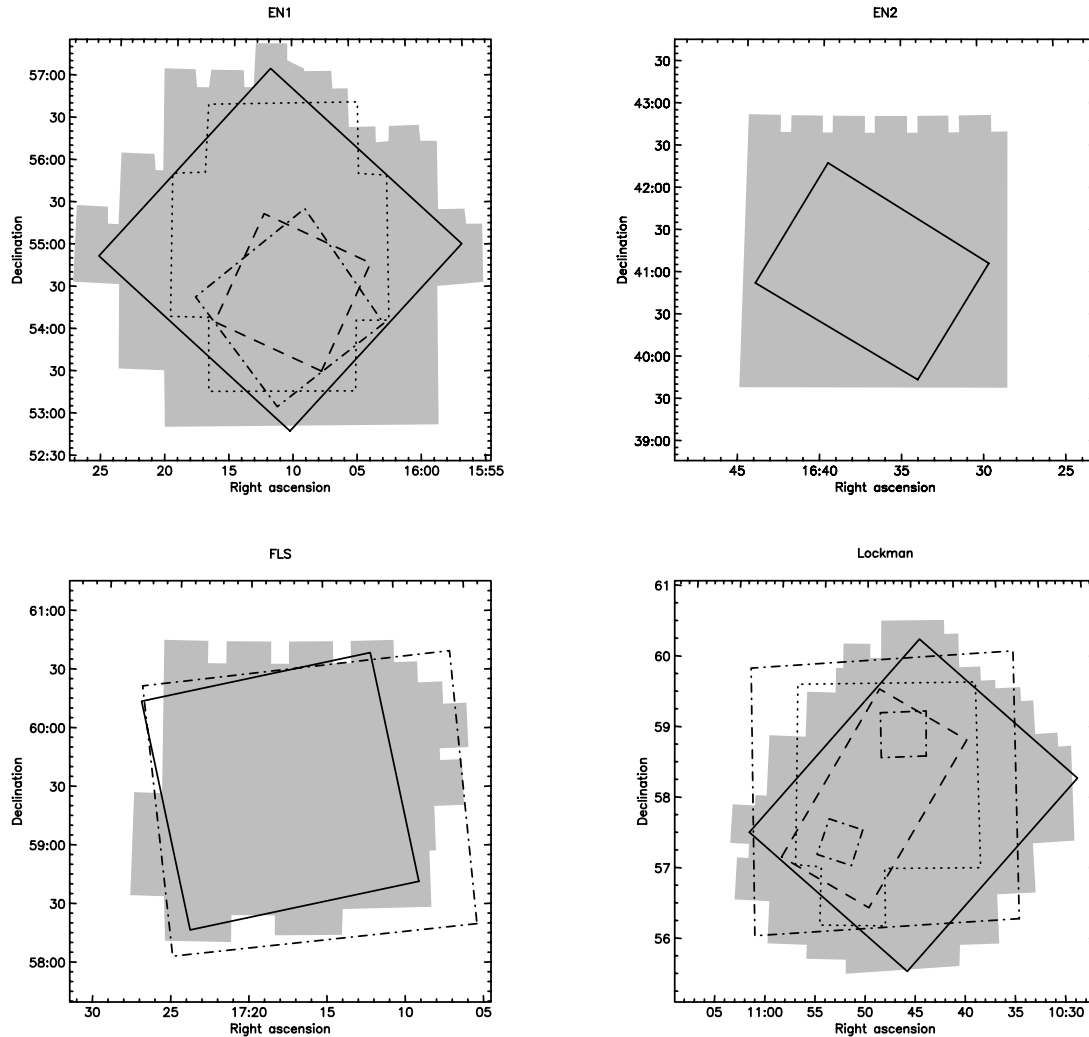 EN1
57:00
30
56:00
30
55:00
30
54:00
30
53:00
52:30
Declination
25 20 15 10 05 16:00 15:55
Right ascension
EN2
30
43:00
30
42:00
30
41:00
30
40:00
30
39:00
Declination
45 16:40 35 30 25
Right ascension
FLS
61:00
30
60:00
30
59:00
30
58:00
Declination
30 25 17:20 15 10 05
Right ascension
Lockman
61
60
59
58
57
56
Declination
05 11:00 55 50 45 40 35 10:30
Right ascension